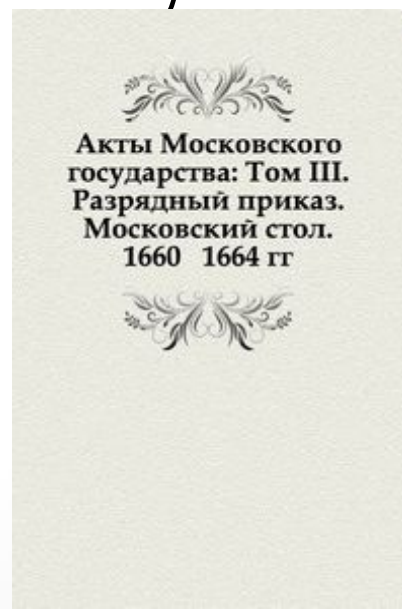 Акты Московского
государства: Том III.
Разрядный приказ.
Московский стол.
1660 1664 гг